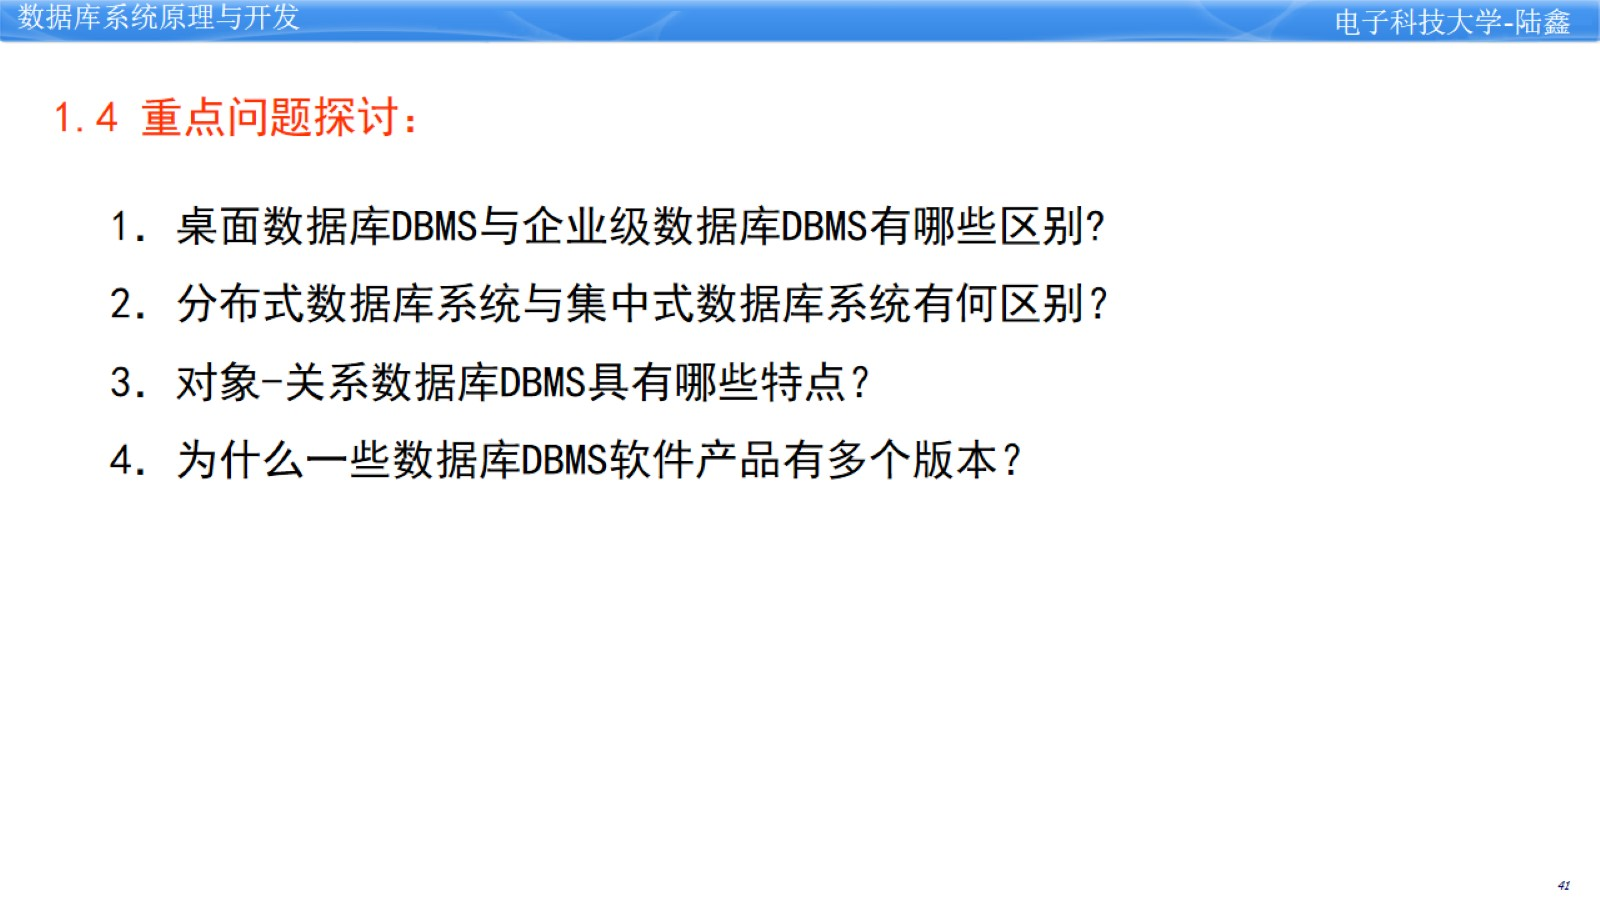 数据库系统原理与开发
电子科技大学-陆鑫
1.4 重点问题探讨：
1. 桌面数据库DBMS与企业级数据库DBMS有哪些区别?
2. 分布式数据库系统与集中式数据库系统有何区别？
3. 对象-关系数据库DBMS具有哪些特点？
4. 为什么一些数据库DBMS软件产品有多个版本？
41